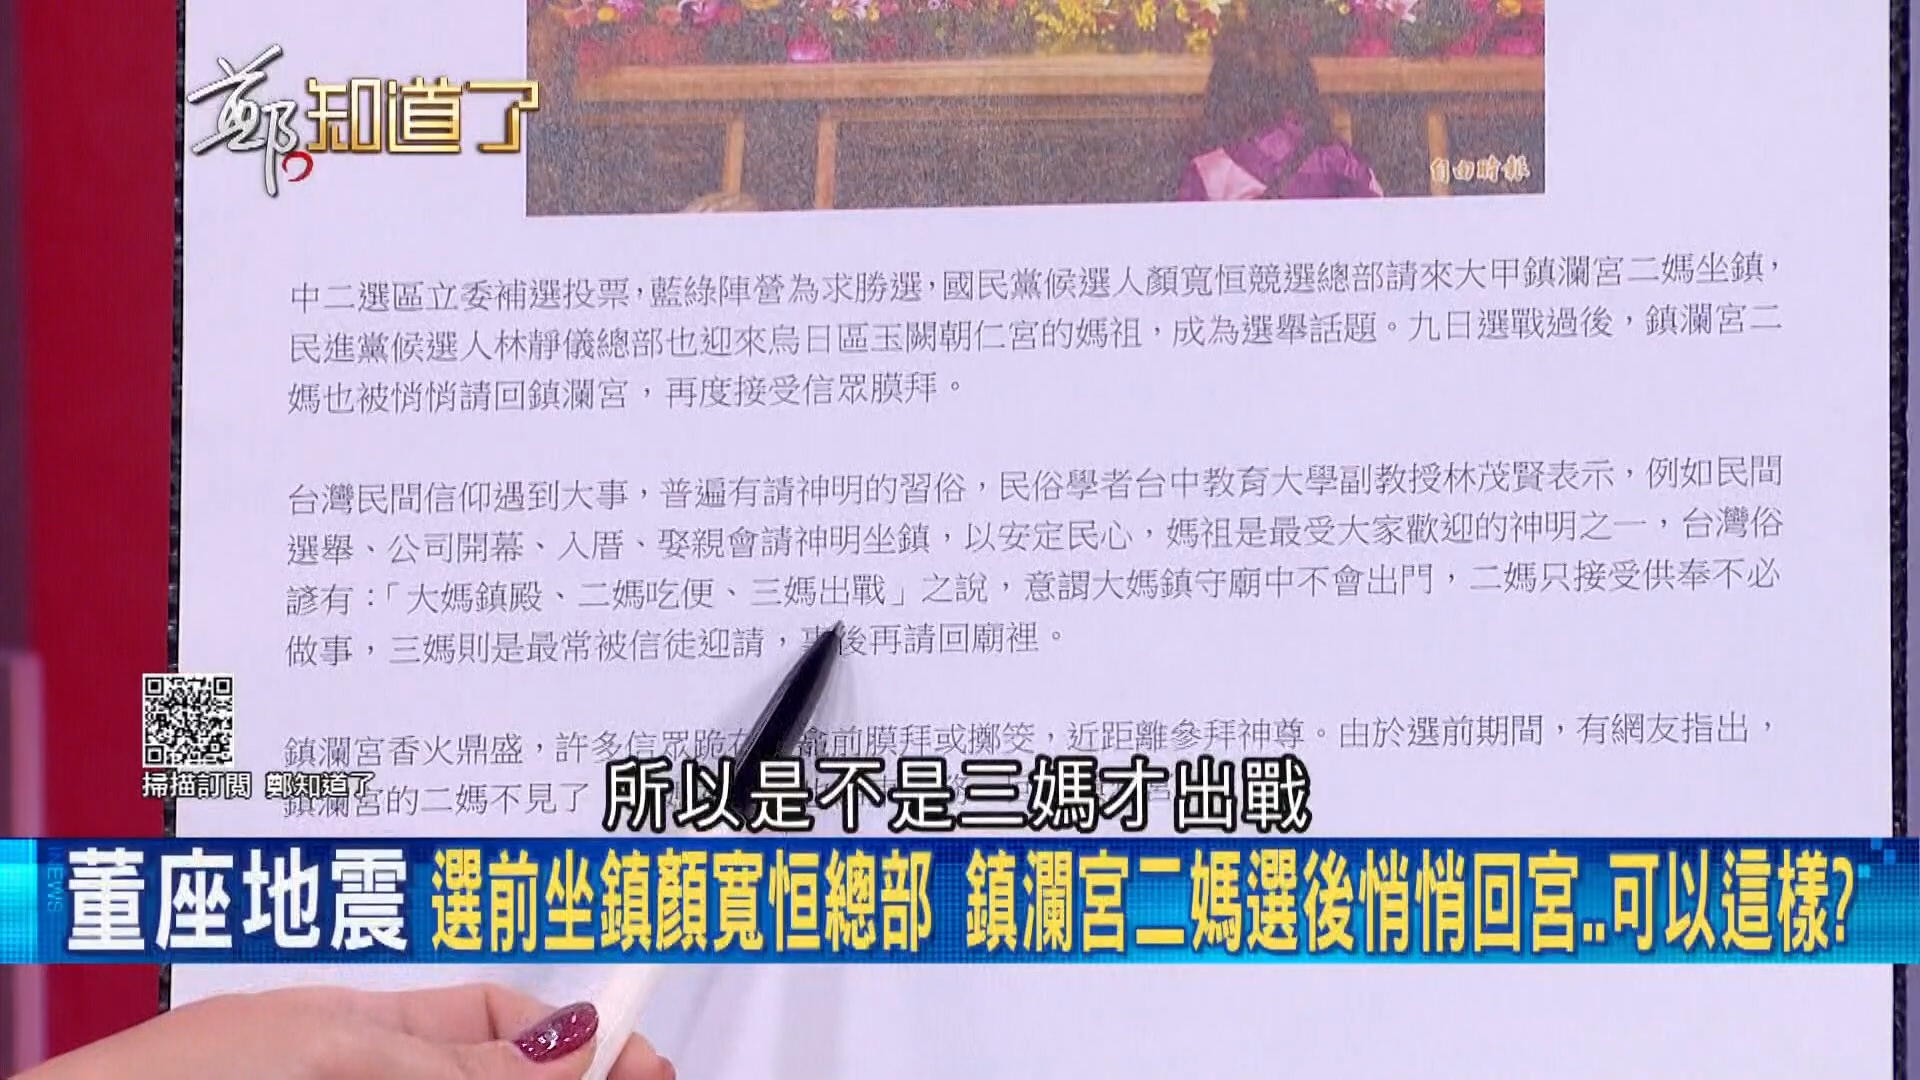 鄭知道了
自由時報
中二選區立委補選投票，藍綠陣營為求勝選，國民黨候選人顏寬恒競選總部請來大甲鎮瀾宮二媽坐鎮，
民進黨候選人林靜儀總部也迎來烏日區玉闕朝仁宮的媽祖，成為選舉話題。九日選戰過後，鎮瀾宮二
媽也被悄悄請回鎮瀾宮，再度接受信眾膜拜。
台灣民間信仰遇到大事，普遍有請神明的習俗，民俗學者台中教育大學副教授林茂賢表示，例如民間
選舉、公司開幕、入厝、娶親會請神明坐鎮，以安定民心，媽祖是最受大家歡迎的神明之一，台灣俗
諺有：「大媽鎮殿、二媽吃便、三媽出戰」之說，意謂大媽鎮守廟中不會出門，二媽只接受供奉不必
做事，三媽則是最常被信徒迎請，事後再請回廟裡。
鎮瀾宮香火鼎盛，許多信眾跪在 龕前膜拜或擲筊，近距離參拜神尊。由於選前期間，有網友指出，
鎮瀾宮的二媽不見了
掃描訂閱 鄭知道了
所以是不是三媽才出戰
NEWS
董座地震 選前坐鎮顏寬恒總部 鎮瀾宮二媽選後悄悄回宮..可以這樣?